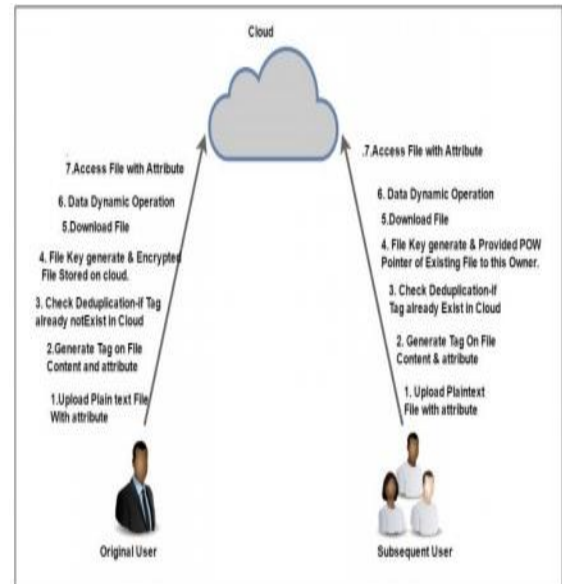 Cloud
7.Access File with Attribute
6. Data Dynamic Operation
5.Download File
4. File Key generate & Encrypted
File Stored on cloud.
3. Check Deduplication-if Tag
already notExist in Cloud
2.Generate Tag on File
Content and attribute
1.Upload Plain text File
With attribute
Original User
.7.Access File with Attribute
6. Data Dynamic Operation
5.Download File
4. File Key generate & Provided POW
Pointer of Existing File to this Owner.
3. Check Deduplication-if
Tag already Exist in Cloud
2. Generate Tag On File
Content & attribute
1. Upload Plaintext
File with attribute
Subsequent User